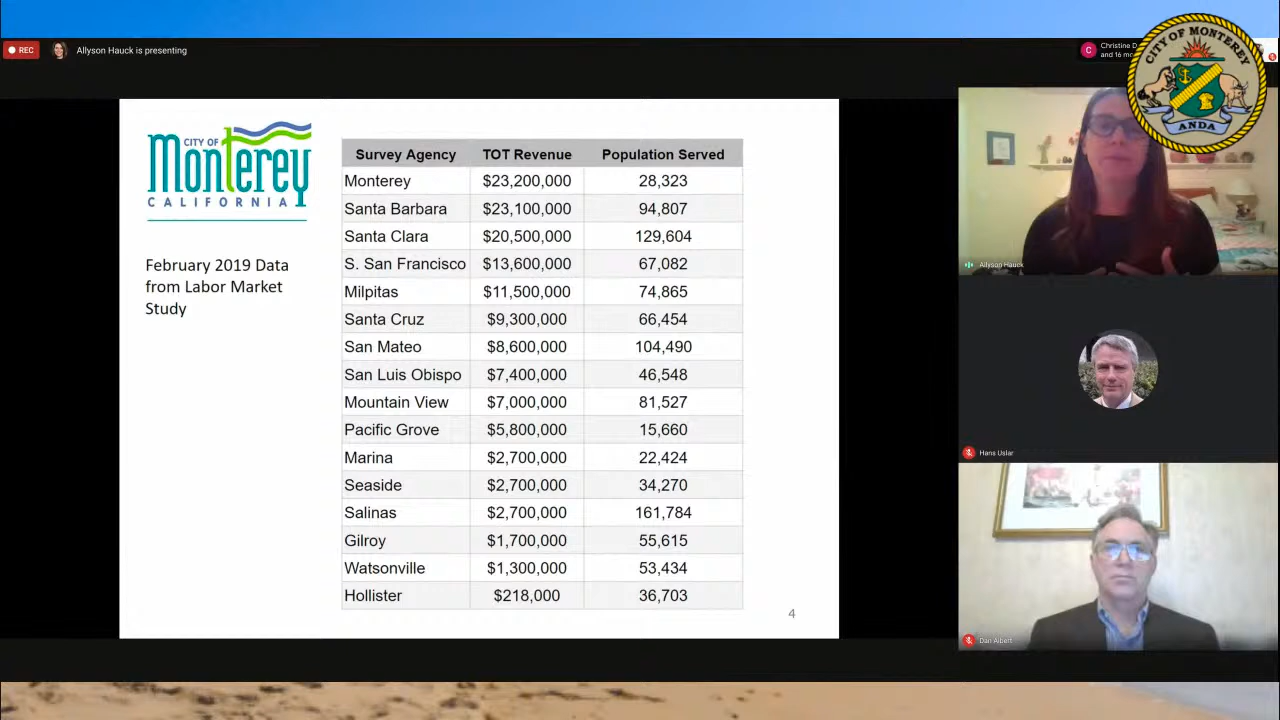 REC
Allyson Hauck is presenting
C
Christine D
and 16 mo
CITY OF MONTEREY
ANDA
CITY OF
Monterey
CALIFORNIA
February 2019 Data
from Labor Market
Study
Survey Agency TOT Revenue Population Served
Monterey $23,200,000 28,323
Santa Barbara $23,100,000 94,807
Santa Clara $20,500,000 129,604
S. San Francisco $13,600,000 67,082
Milpitas $11,500,000 74,865
Santa Cruz $9,300,000 66,454
San Mateo $8,600,000 104,490
San Luis Obispo $7,400,000 46,548
Mountain View $7,000,000 81,527
Pacific Grove $5,800,000 15,660
Marina $2,700,000 22,424
Seaside $2,700,000 34,270
Salinas $2,700,000 161,784
Gilroy $1,700,000 55,615
Watsonville $1,300,000 53,434
Hollister $218,000 36,703
4
Allyson Hauck
Hans Uslar
Dan Albert